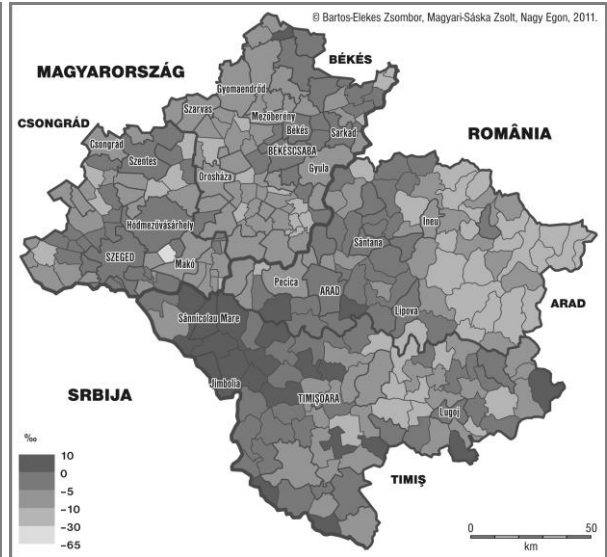 © Bartos-Elekes Zsombor, Magyari-Sáska Zsolt, Nagy Egon, 2011.
BÉKÉS
MAGYARORSZÁG
Gyomaendrőd
Szarvas
Mezőberény
CSONGRÁD
Békés
Sarkad
ROMÂNIA
Csongrád
BÉKÉSCSABA
Szentes
Gyula
Orosháza
Ineu
Hódmezővásárhely
Sântana
SZEGED
Makó
Pecica
ARAD
ARAD
Lipova
Sânnicolau Mare
Jimbolia
SRBIJA
TIMIȘOARA
Lugoj
‰
10
0
−5
−10
−30
−65
TIMIȘ
0
50
km